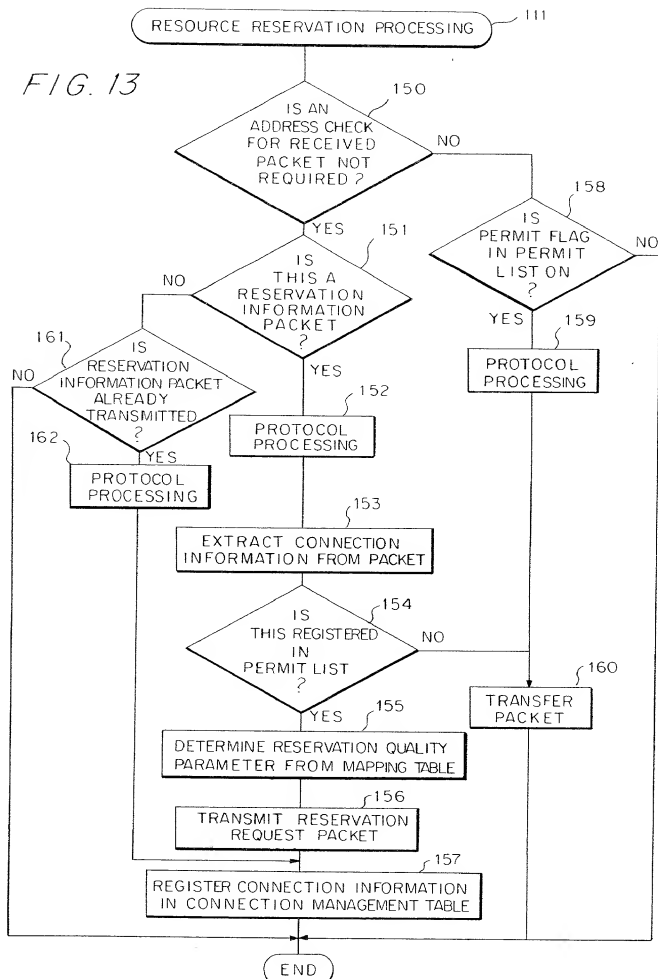 RESOURCE RESERVATION PROCESSING
111
FIG. 13
150
IS AN
ADDRESS CHECK
FOR RECEIVED
PACKET NOT
REQUIRED?
NO
YES
158
IS
PERMIT FLAG
IN PERMIT
LIST ON
?
NO
YES
151
IS
THIS A
RESERVATION
INFORMATION
PACKET
?
NO
YES
159
PROTOCOL
PROCESSING
161
IS
RESERVATION
INFORMATION PACKET
ALREADY
TRANSMITTED
?
NO
YES
152
PROTOCOL
PROCESSING
162
PROTOCOL
PROCESSING
153
EXTRACT CONNECTION
INFORMATION FROM PACKET
154
IS
THIS REGISTERED
IN
PERMIT LIST
?
NO
YES
160
TRANSFER
PACKET
155
DETERMINE RESERVATION QUALITY
PARAMETER FROM MAPPING TABLE
156
TRANSMIT RESERVATION
REQUEST PACKET
157
REGISTER CONNECTION INFORMATION
IN CONNECTION MANAGEMENT TABLE
END